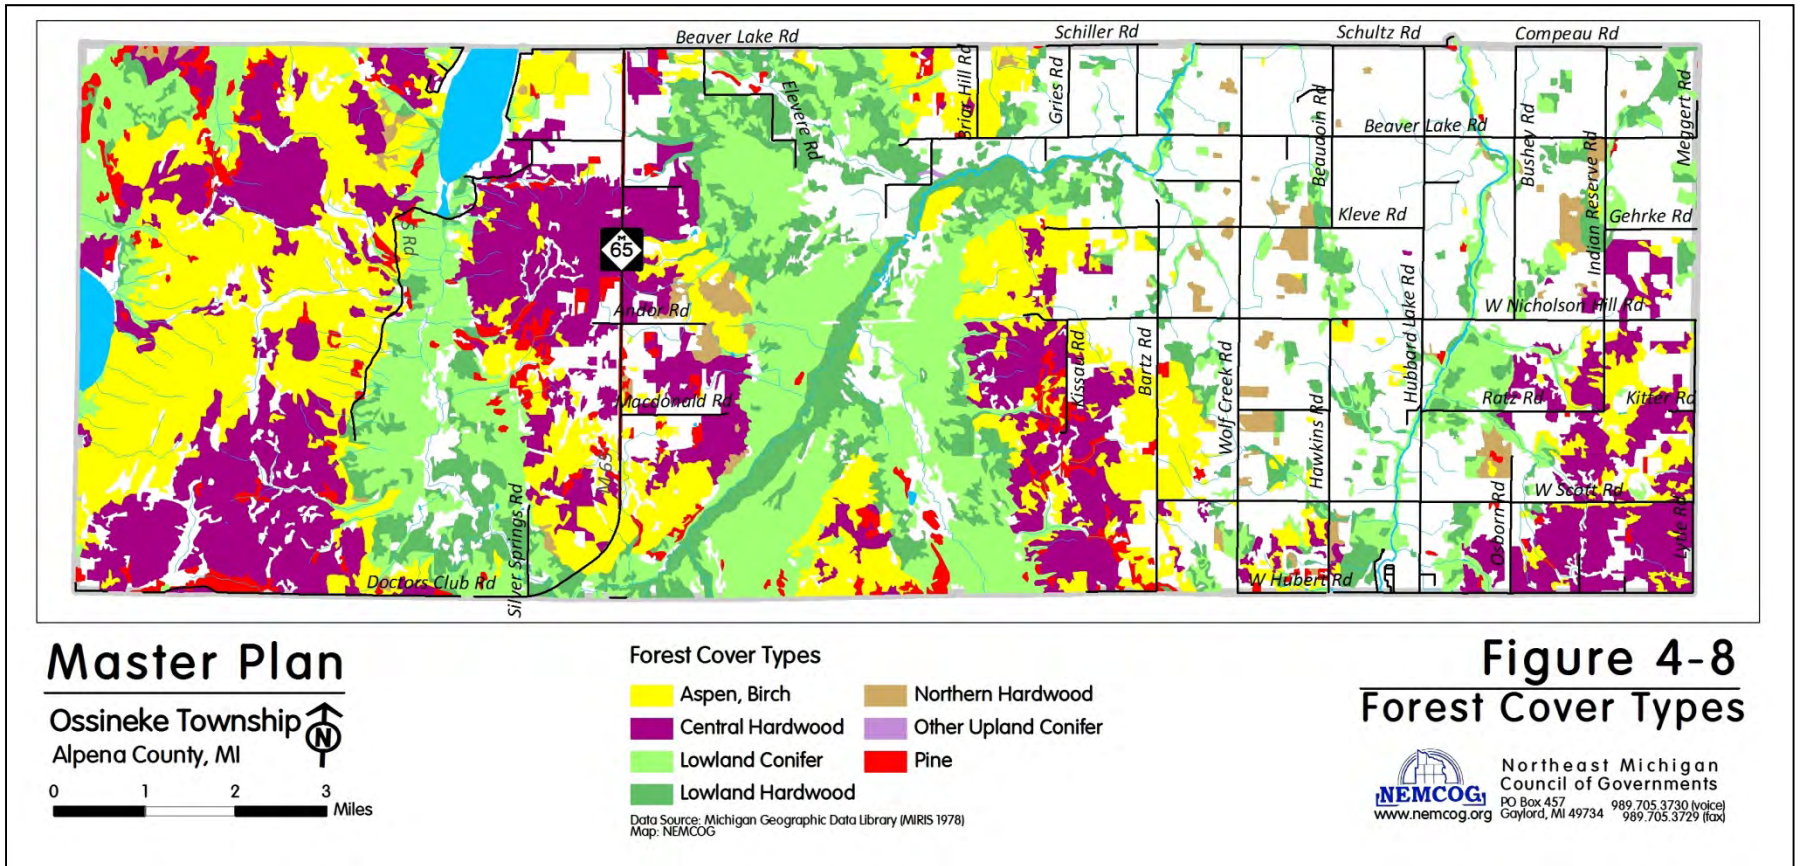 Beaver Lake Rd
Schiller Rd
Schultz Rd
Compeau Rd
Elevere Rd
Briar Hill Rd
Gries Rd
Beaudoin Rd
Beaver Lake Rd
Bushey Rd
Indian Reserve Rd
Meggert Rd
Kleve Rd
Gehrke Rd
S Rd
M
65
Andor Rd
Hubbard Lake Rd
W Nicholson Hill Rd
Kissau Rd
Bartz Rd
Wolf Creek Rd
Macdonald Rd
Hawkins Rd
Ratz Rd
Kitter Rd
M-65
Silver Springs Rd
Osborn Rd
W Scott Rd
Lytle Rd
Doctors Club Rd
W Hubert Rd
Master Plan
Ossineke Township
Alpena County, MI
N
0 1 2 3
Miles
Forest Cover Types
Aspen, Birch
Central Hardwood
Lowland Conifer
Lowland Hardwood
Northern Hardwood
Other Upland Conifer
Pine
Data Source: Michigan Geographic Data Library (MIRIS 1978)
Map: NEMCOG
Figure 4-8
Forest Cover Types
NEMCOG
www.nemcog.org
Northeast Michigan
Council of Governments
PO Box 457 989.705.3730 (voice)
Gaylord, MI 49734 989.705.3729 (fax)